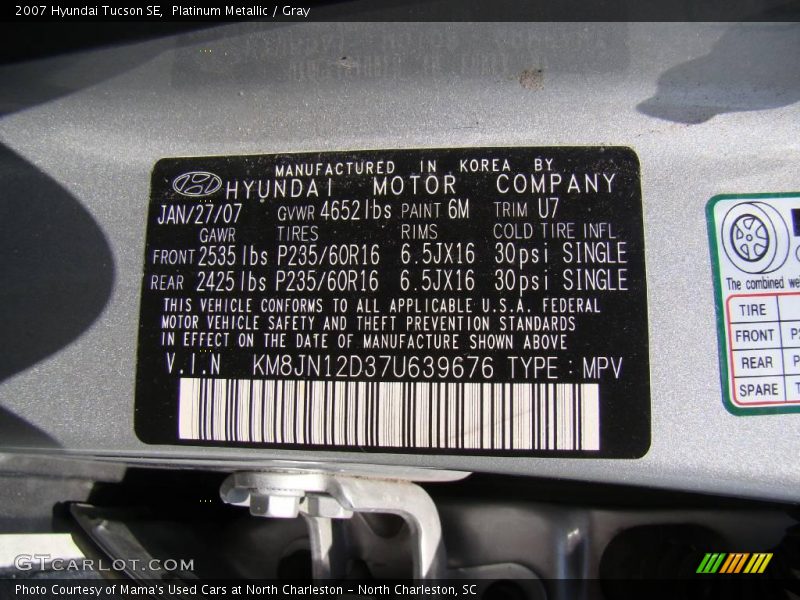 2007 Hyundai Tucson SE, Platinum Metallic / Gray
MANUFACTURED IN KOREA BY
HYUNDAI MOTOR COMPANY
JAN/27/07 GVWR 4652lbs PAINT 6M TRIM U7
GAWR TIRES RIMS COLD TIRE INFL.
FRONT 2535 lbs P235/60R16 6.5JX16 30psi SINGLE
REAR 2425 lbs P235/60R16 6.5JX16 30psi SINGLE
THIS VEHICLE CONFORMS TO ALL APPLICABLE U.S.A. FEDERAL
MOTOR VEHICLE SAFETY AND THEFT PREVENTION STANDARDS
IN EFFECT ON THE DATE OF MANUFACTURE SHOWN ABOVE
V.I.N KM8JN12D37U639676 TYPE : MPV
The combined
TIRE
FRONT
REAR
SPARE
GTCARLOT.COM
Photo Courtesy of Mama's Used Cars at North Charleston - North Charleston, SC